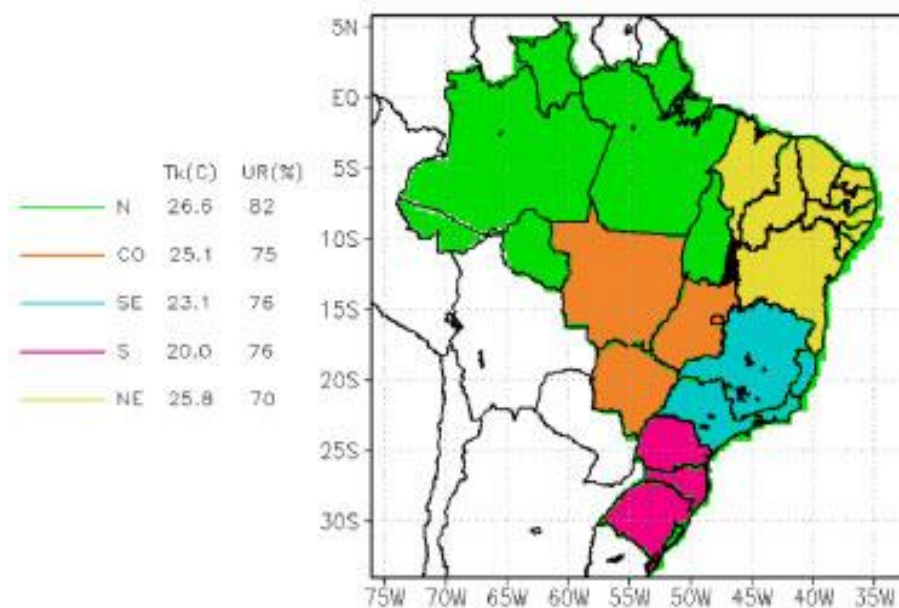 Tk(C) UR(%)
N 26.6 82
CO 25.1 75
SE 23.1 76
S 20.0 76
NE 25.8 70
5N
EQ
5S
10S
15S
20S
25S
30S
75W 70W 65W 60W 55W 50W 45W 40W 35W